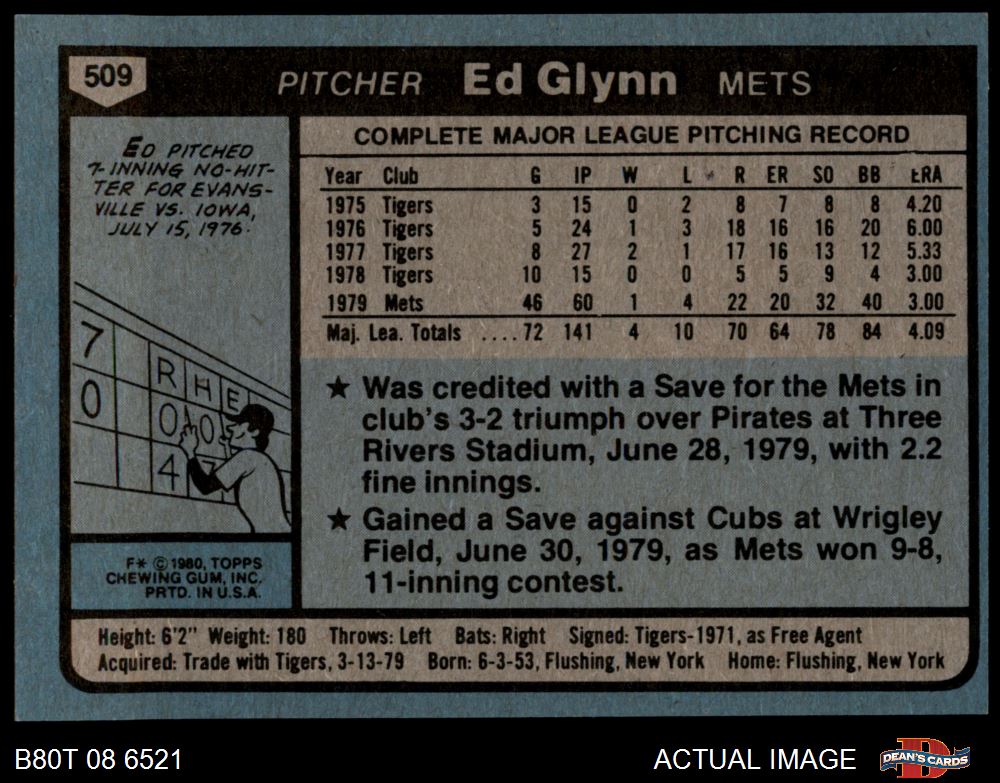 509
PITCHER Ed Glynn METS
ED PITCHED
7-INNING NO-HIT-
TER FOR EVANS-
VILLE VS. IOWA,
JULY 15, 1976.
7 R H E
0 0 0
4
F* © 1980, TOPPS
CHEWING GUM, INC.
PRTD. IN U.S.A.
COMPLETE MAJOR LEAGUE PITCHING RECORD
Year Club G IP W L R ER SO BB ERA
1975 Tigers 3 15 0 2 8 7 8 8 4.20
1976 Tigers 5 24 1 3 18 16 16 20 6.00
1977 Tigers 8 27 2 1 17 16 13 12 5.33
1978 Tigers 10 15 0 0 5 5 9 4 3.00
1979 Mets 46 60 1 4 22 20 32 40 3.00
Maj. Lea. Totals ....72 141 4 10 70 64 78 84 4.09
★ Was credited with a Save for the Mets in
club's 3-2 triumph over Pirates at Three
Rivers Stadium, June 28, 1979, with 2.2
fine innings.
★ Gained a Save against Cubs at Wrigley
Field, June 30, 1979, as Mets won 9-8,
11-inning contest.
Height: 6'2" Weight: 180 Throws: Left Bats: Right Signed: Tigers-1971, as Free Agent
Acquired: Trade with Tigers, 3-13-79 Born: 6-3-53, Flushing, New York Home: Flushing, New York
B80T 08 6521 ACTUAL IMAGE DEAN'S CARDS